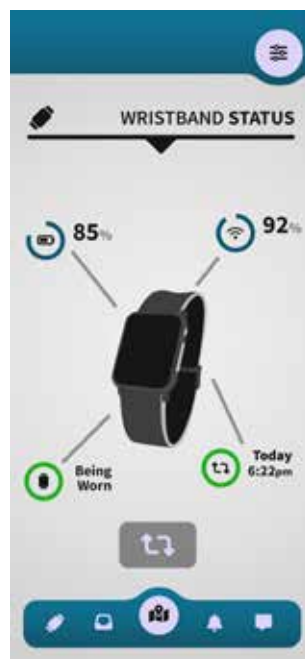 WRISTBAND STATUS
85%
92%
Being
Worn
Today
6:22pm